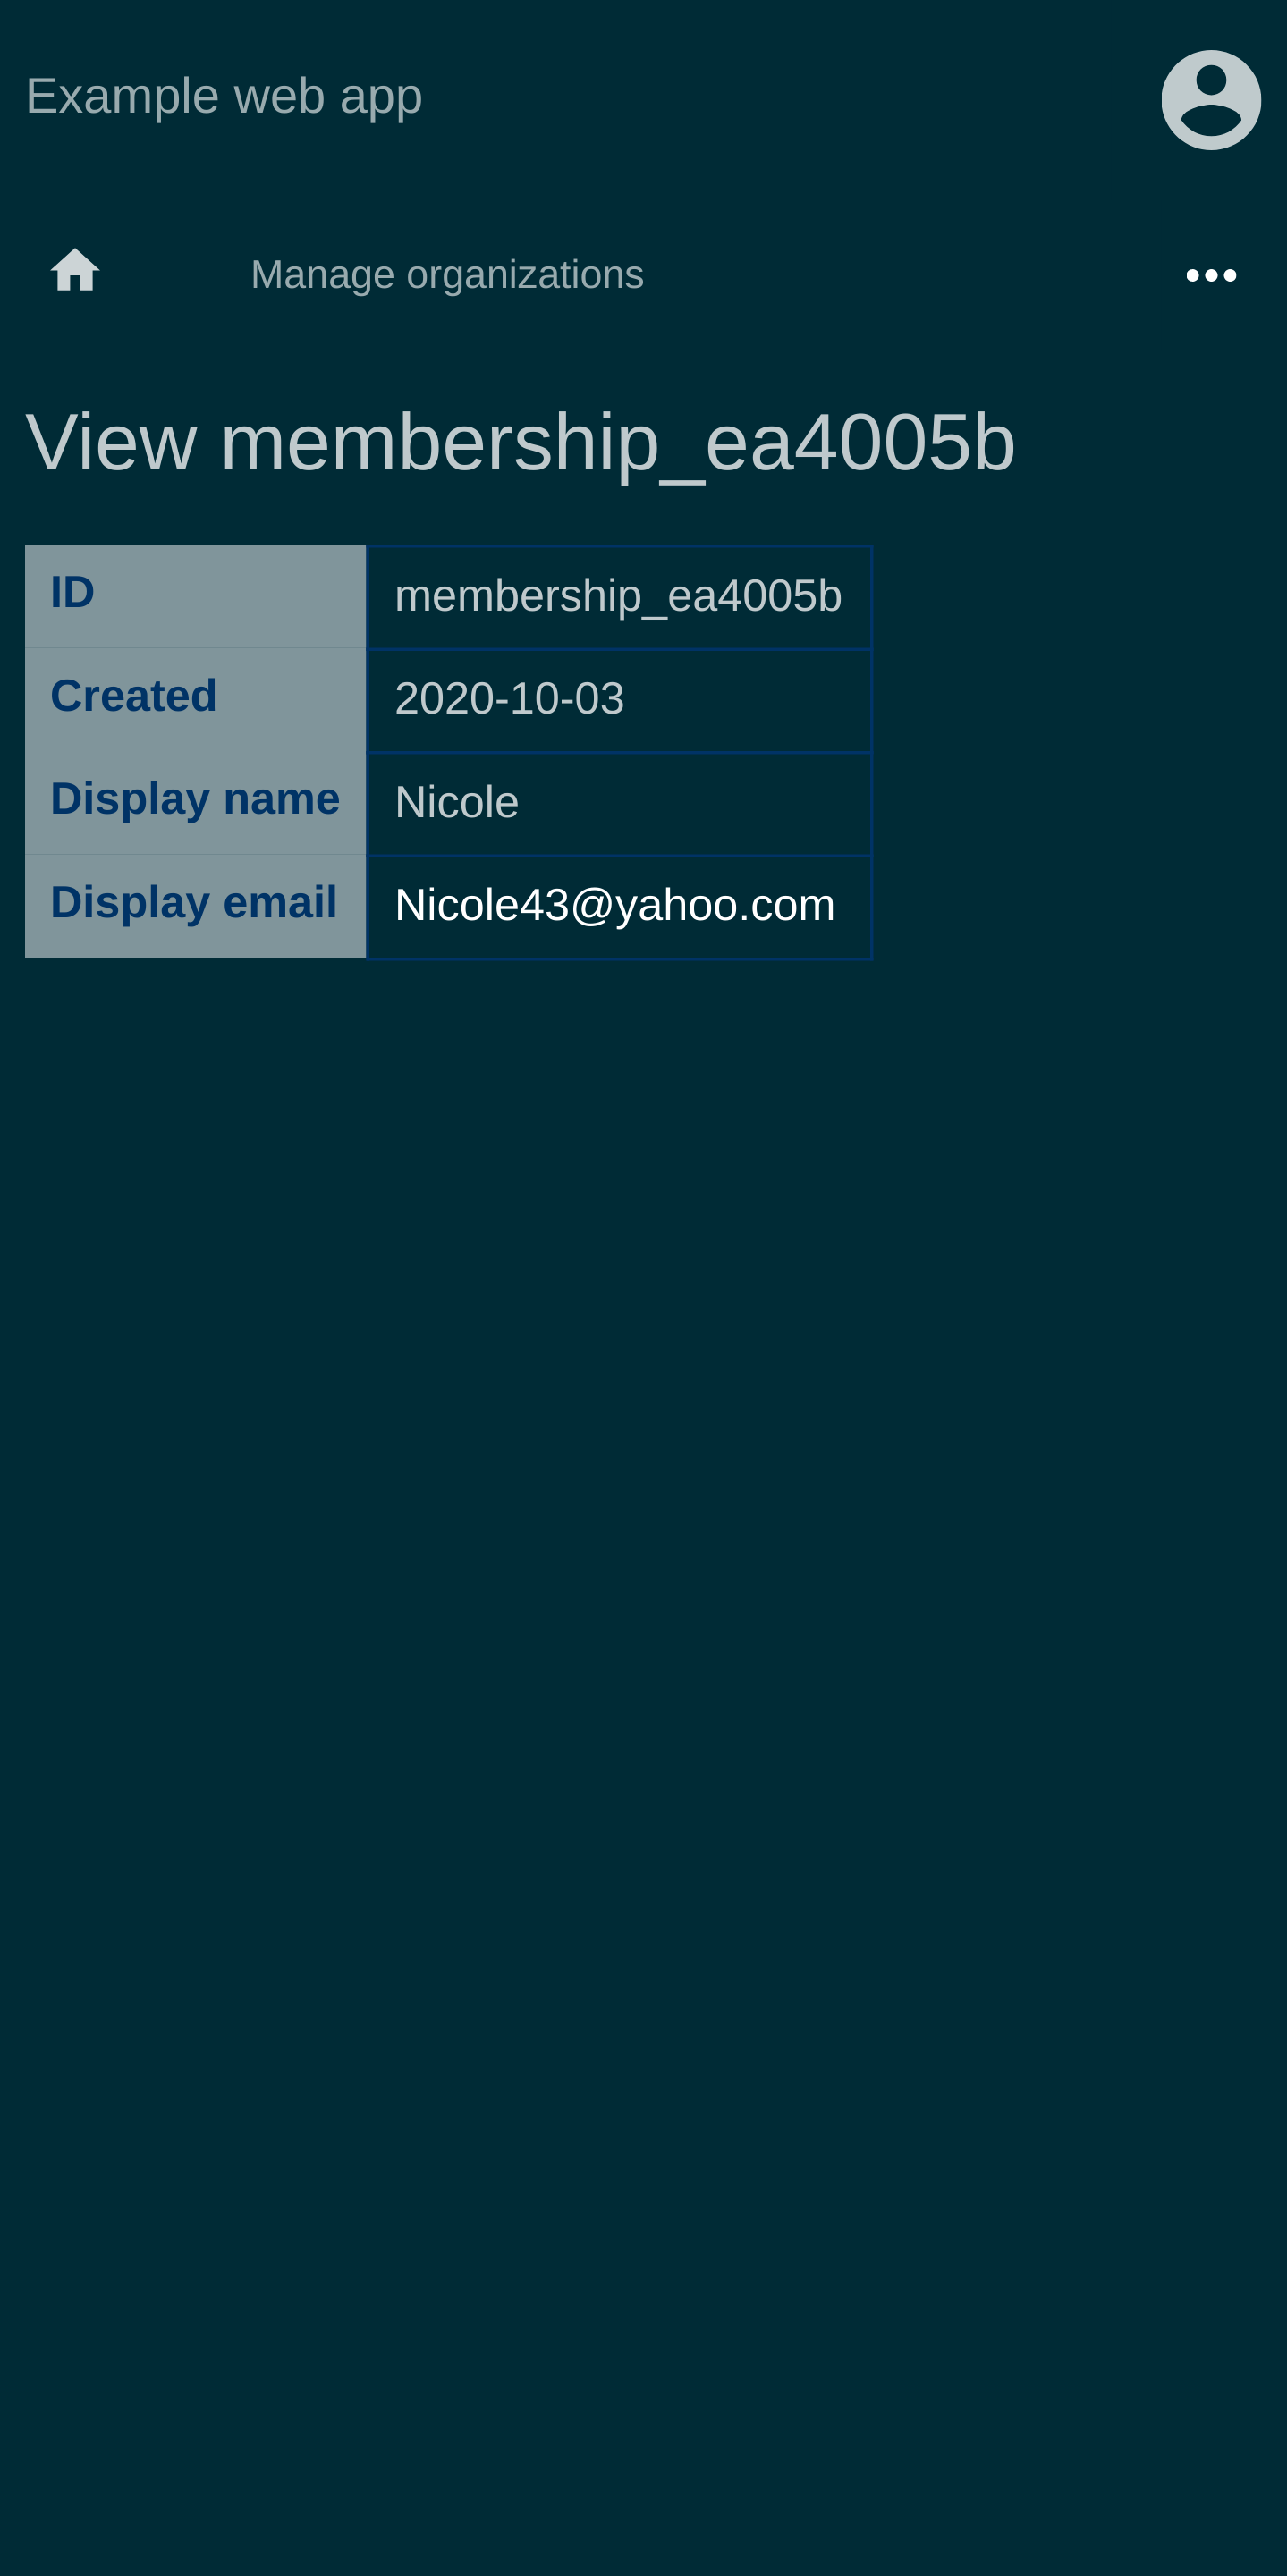 Example web app
Manage organizations
View membership_ea4005b
ID membership_ea4005b
Created 2020-10-03
Display name Nicole
Display email Nicole43@yahoo.com